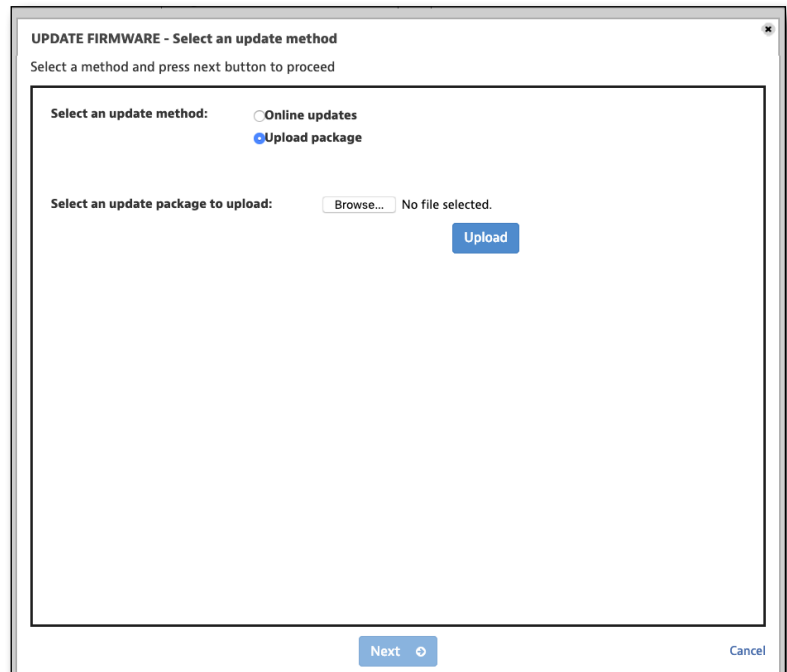 UPDATE FIRMWARE - Select an update method
Select a method and press next button to proceed
Select an update method:
Online updates
Upload package
Select an update package to upload:
Browse... No file selected.
Upload
Next
Cancel